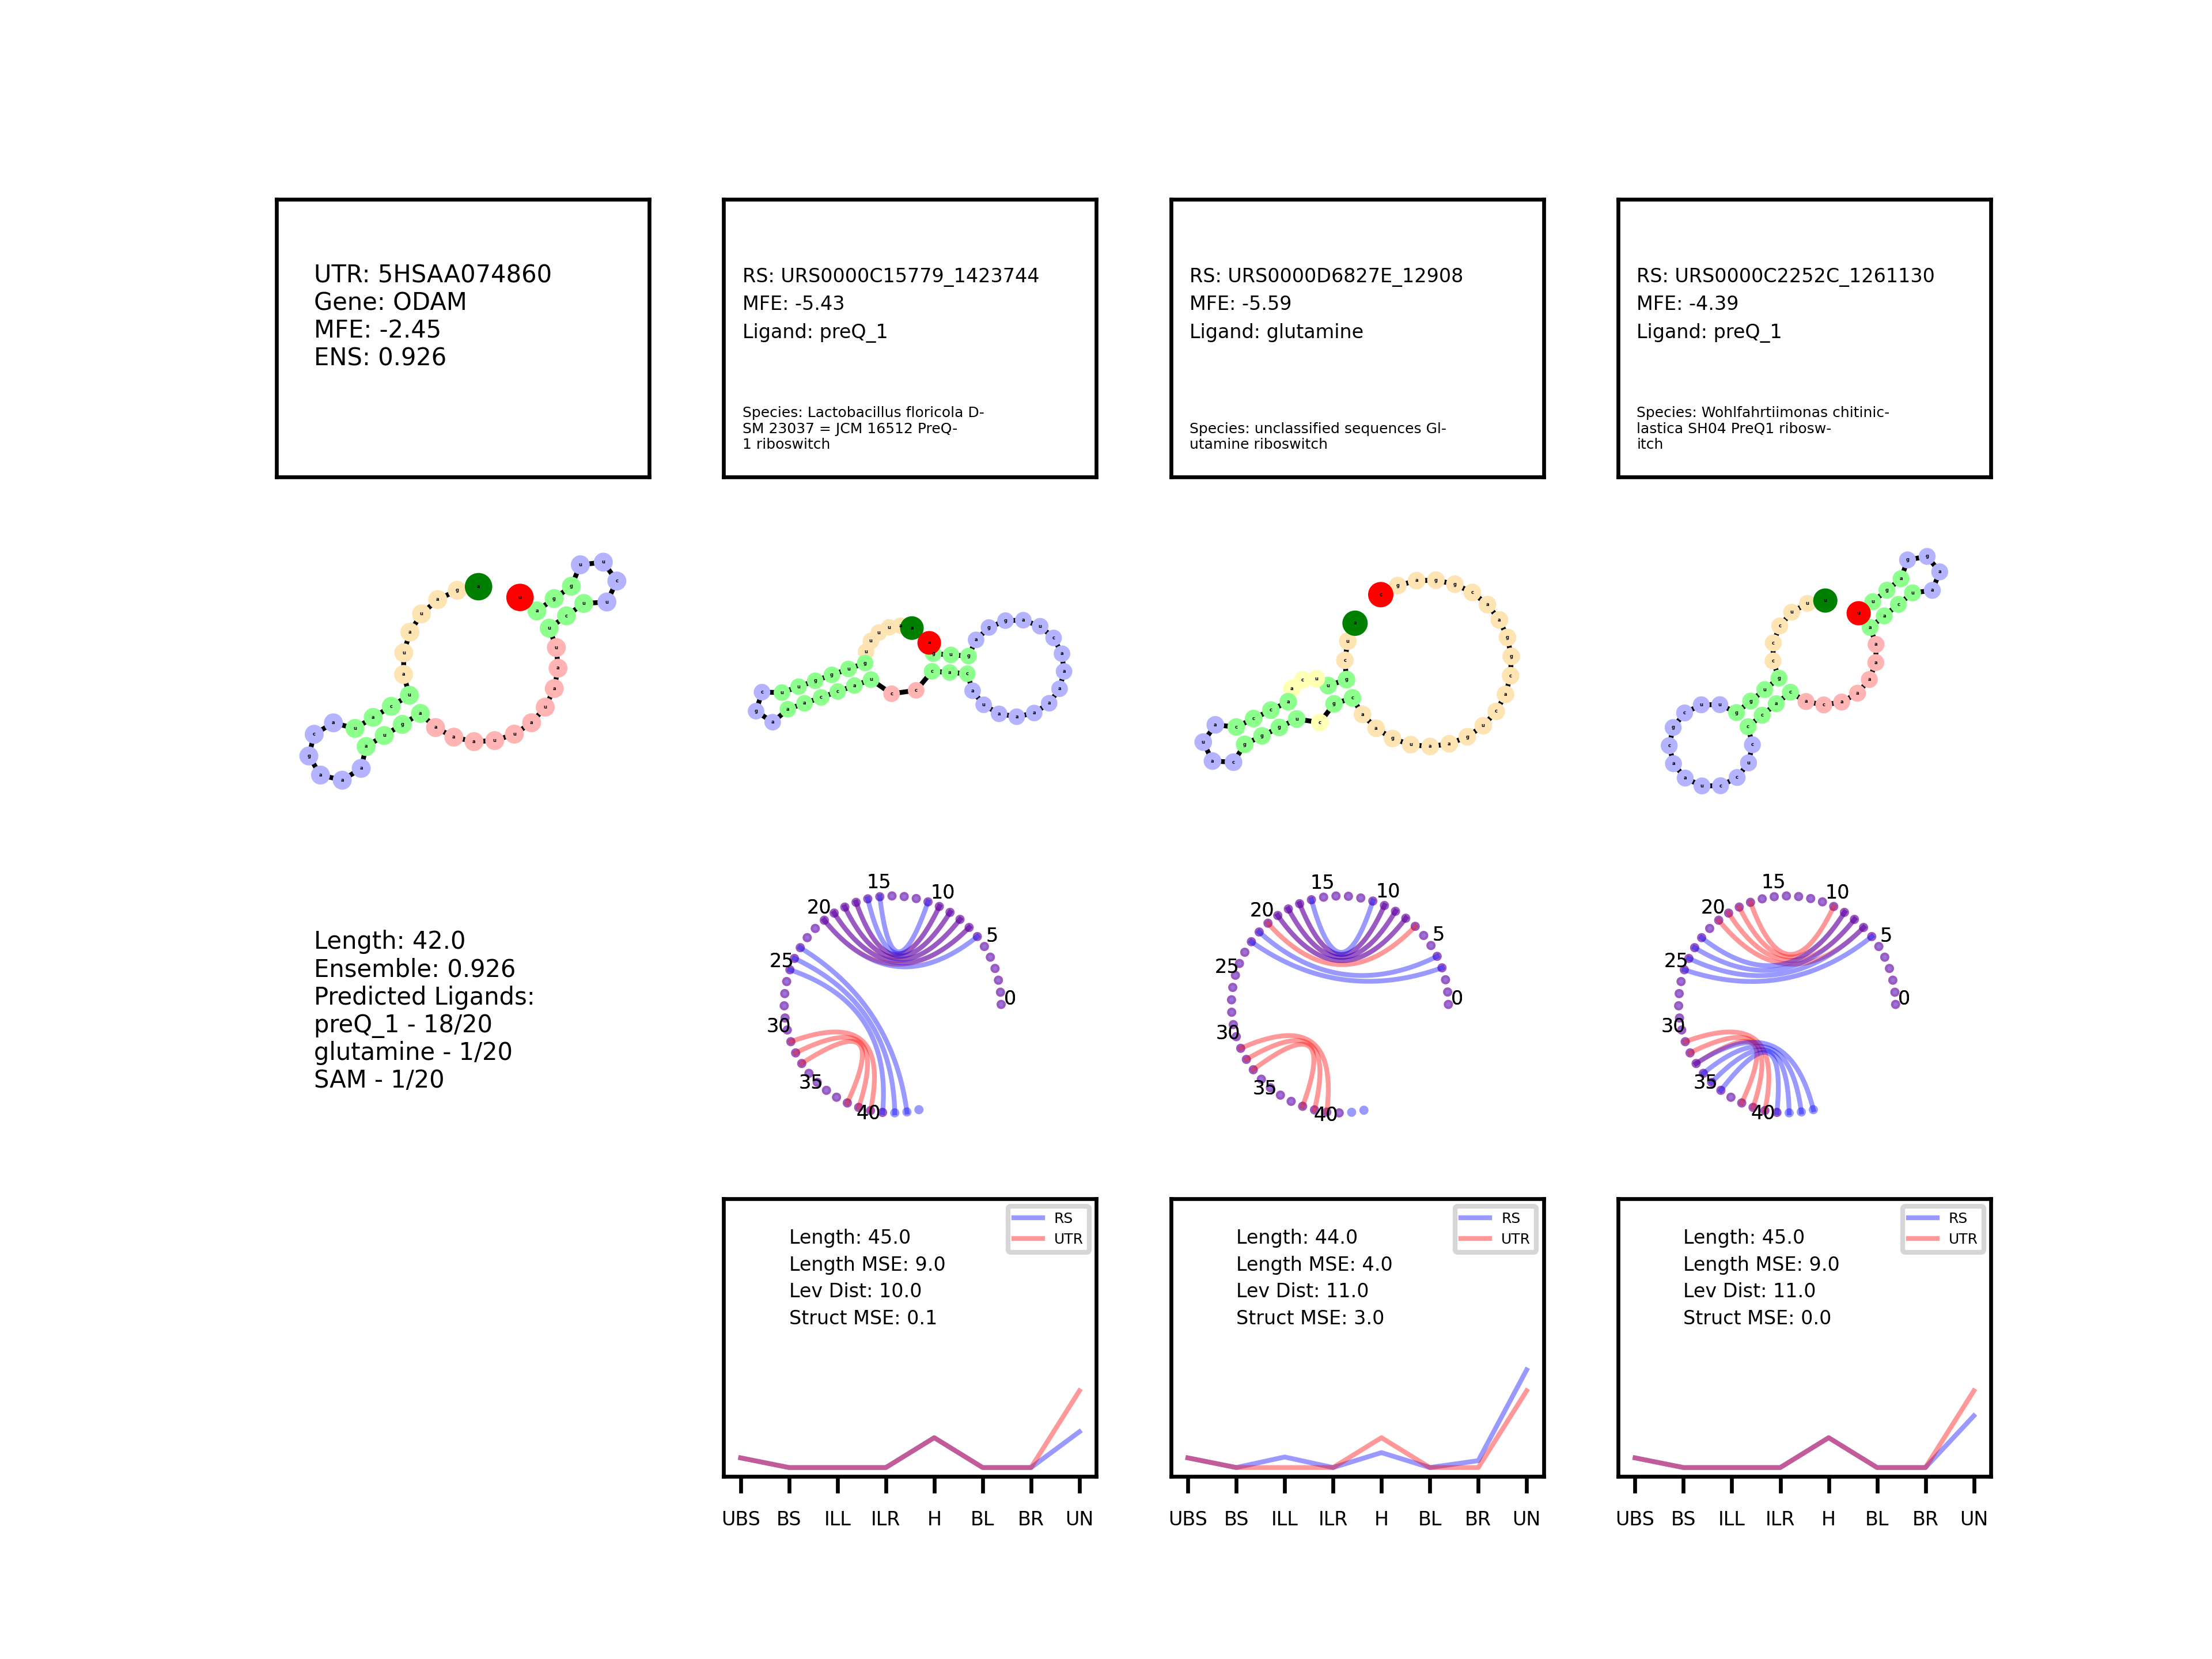 UTR: 5HSAA074860
Gene: ODAM
MFE: -2.45
ENS: 0.926
RS: URS0000C15779_1423744
MFE: -5.43
Ligand: preQ_1
Species: Lactobacillus floricola D-
SM 23037 = JCM 16512 PreQ-
1 riboswitch
RS: URS0000D6827E_12908
MFE: -5.59
Ligand: glutamine
Species: unclassified sequences Gl-
utamine riboswitch
RS: URS0000C2252C_1261130
MFE: -4.39
Ligand: preQ_1
Species: Wohlfahrtiimonas chitinic-
lastica SH04 PreQ1 ribosw-
itch
Length: 42.0
Ensemble: 0.926
Predicted Ligands:
preQ_1 - 18/20
glutamine - 1/20
SAM - 1/20
0
5
10
15
20
25
30
35
40
0
5
10
15
20
25
30
35
40
0
5
10
15
20
25
30
35
40
RS
UTR
Length: 45.0
Length MSE: 9.0
Lev Dist: 10.0
Struct MSE: 0.1
UBS BS ILL ILR H BL BR UN
RS
UTR
Length: 44.0
Length MSE: 4.0
Lev Dist: 11.0
Struct MSE: 3.0
UBS BS ILL ILR H BL BR UN
RS
UTR
Length: 45.0
Length MSE: 9.0
Lev Dist: 11.0
Struct MSE: 0.0
UBS BS ILL ILR H BL BR UN